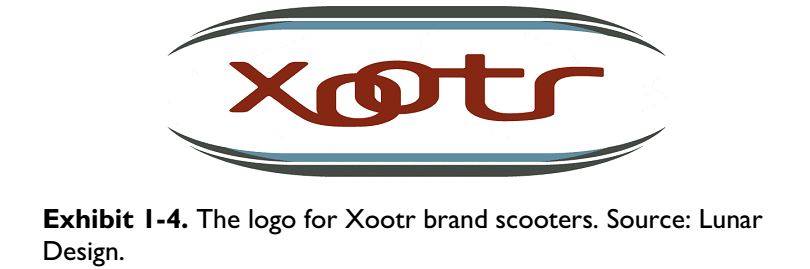 xootr
Exhibit 1-4. The logo for Xootr brand scooters. Source: Lunar
Design.